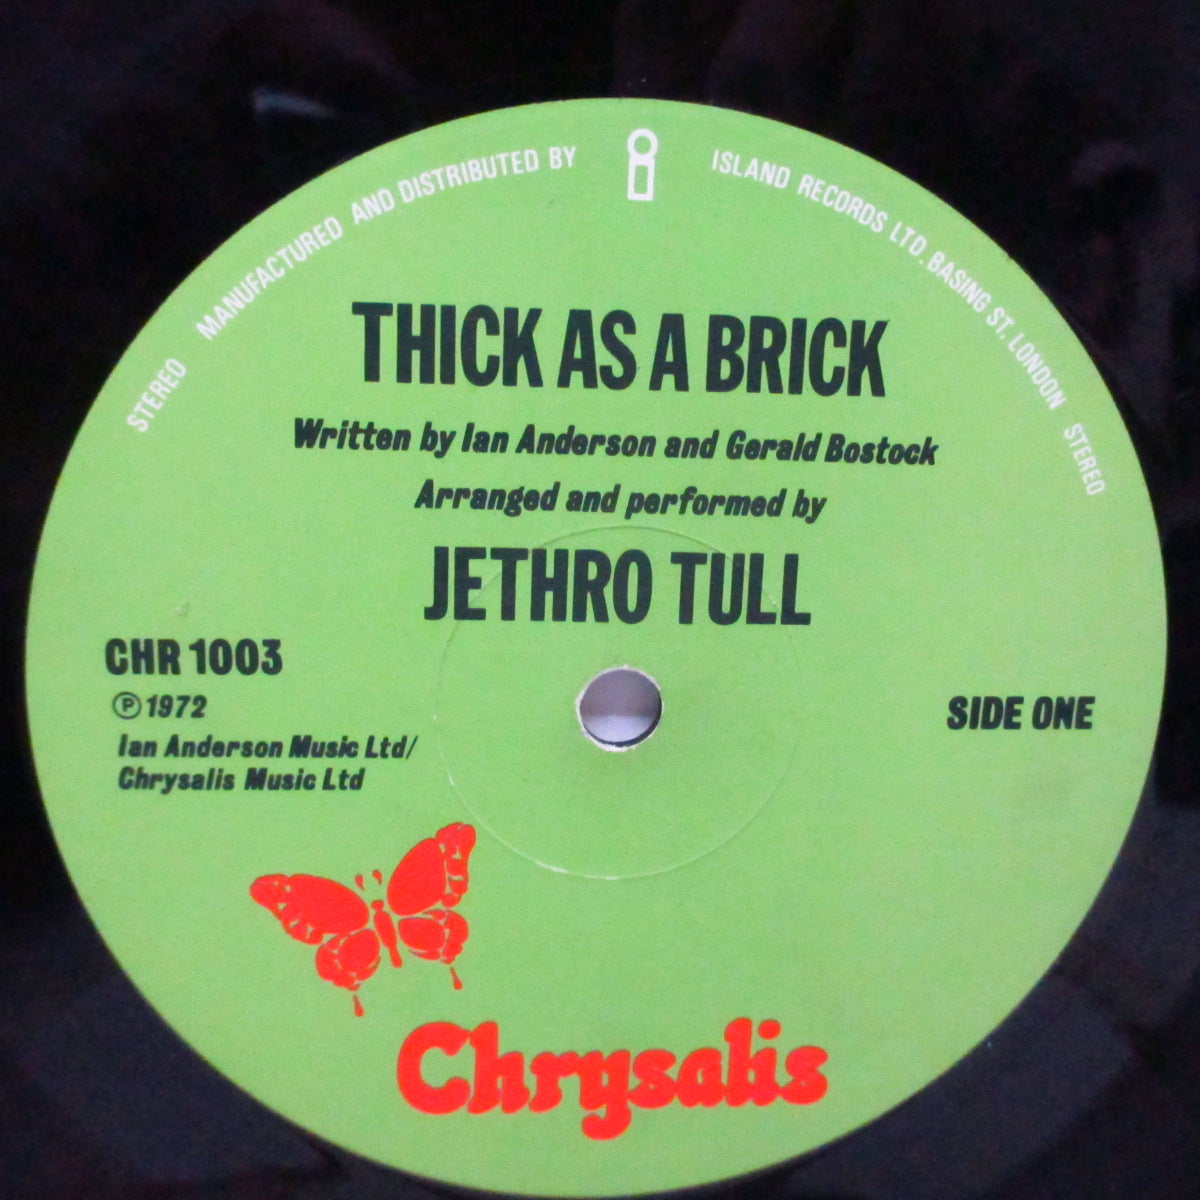 STEREO MANUFACTURED AND DISTRIBUTED BY i ISLAND RECORDS LTD. BASING ST. LONDON STEREO
THICK AS A BRICK
Written by Ian Anderson and Gerald Bostock
Arranged and performed by
JETHRO TULL
CHR 1003
℗ 1972
Ian Anderson Music Ltd/
Chrysalis Music Ltd
SIDE ONE
Chrysalis